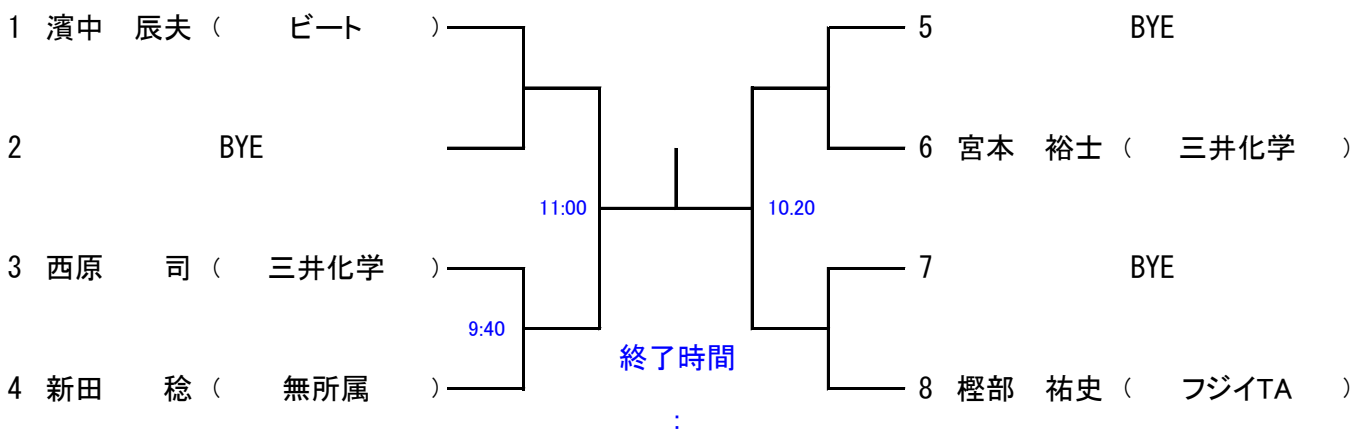 1 濱中 辰夫 ( ビート ) 5 BYE
2 BYE 6 宮本 裕士 ( 三井化学 )
11:00 10.20
3 西原 司 ( 三井化学 ) 7 BYE
9:40
終了時間
4 新田 稔 ( 無所属 ) 8 樫部 祐史 ( フジイTA )
: